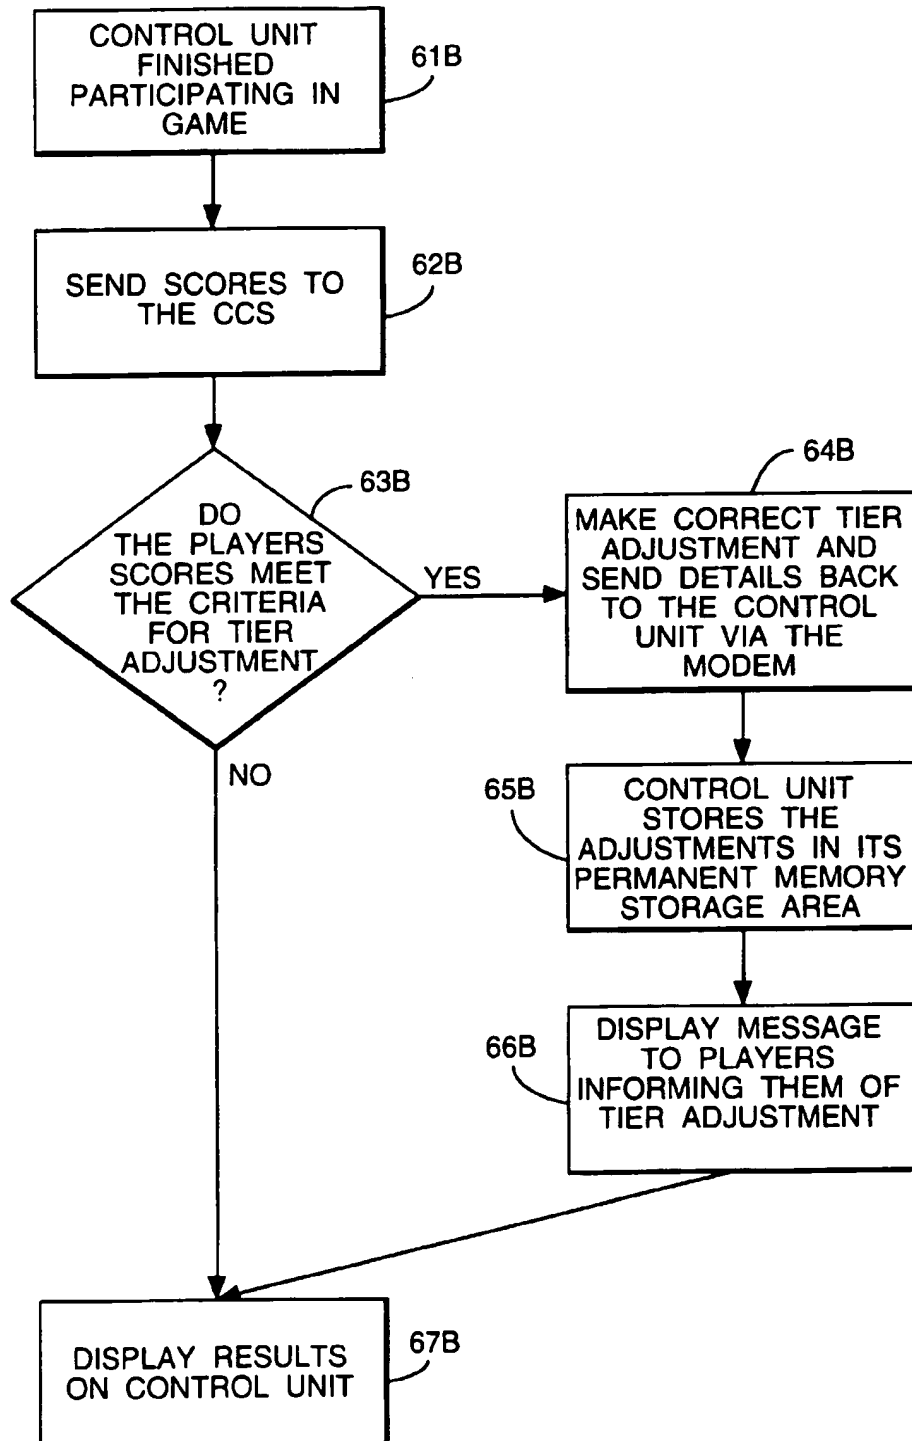 CONTROL UNIT
FINISHED
PARTICIPATING IN
GAME
61B
SEND SCORES TO
THE CCS
62B
63B
DO
THE PLAYERS
SCORES MEET
THE CRITERIA
FOR TIER
ADJUSTMENT
?
YES
NO
64B
MAKE CORRECT TIER
ADJUSTMENT AND
SEND DETAILS BACK
TO THE CONTROL
UNIT VIA THE
MODEM
65B
CONTROL UNIT
STORES THE
ADJUSTMENTS IN ITS
PERMANENT MEMORY
STORAGE AREA
66B
DISPLAY MESSAGE
TO PLAYERS
INFORMING THEM OF
TIER ADJUSTMENT
DISPLAY RESULTS
ON CONTROL UNIT
67B